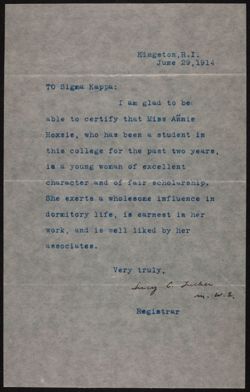 Kingston,R.I.
June 29,1914
TO Sigma Kappa:
I am glad to be
able to certify that Miss Annie
Hoxsie, who has been a student in
this college for the past two years,
is a young woman of excellent
character and of fair scholarship.
She exerts a wholesome influence in
dormitory life, is earnest in her
work, and is well liked by her
associates.
Very truly,
Lucy C. Tucker
Registrar